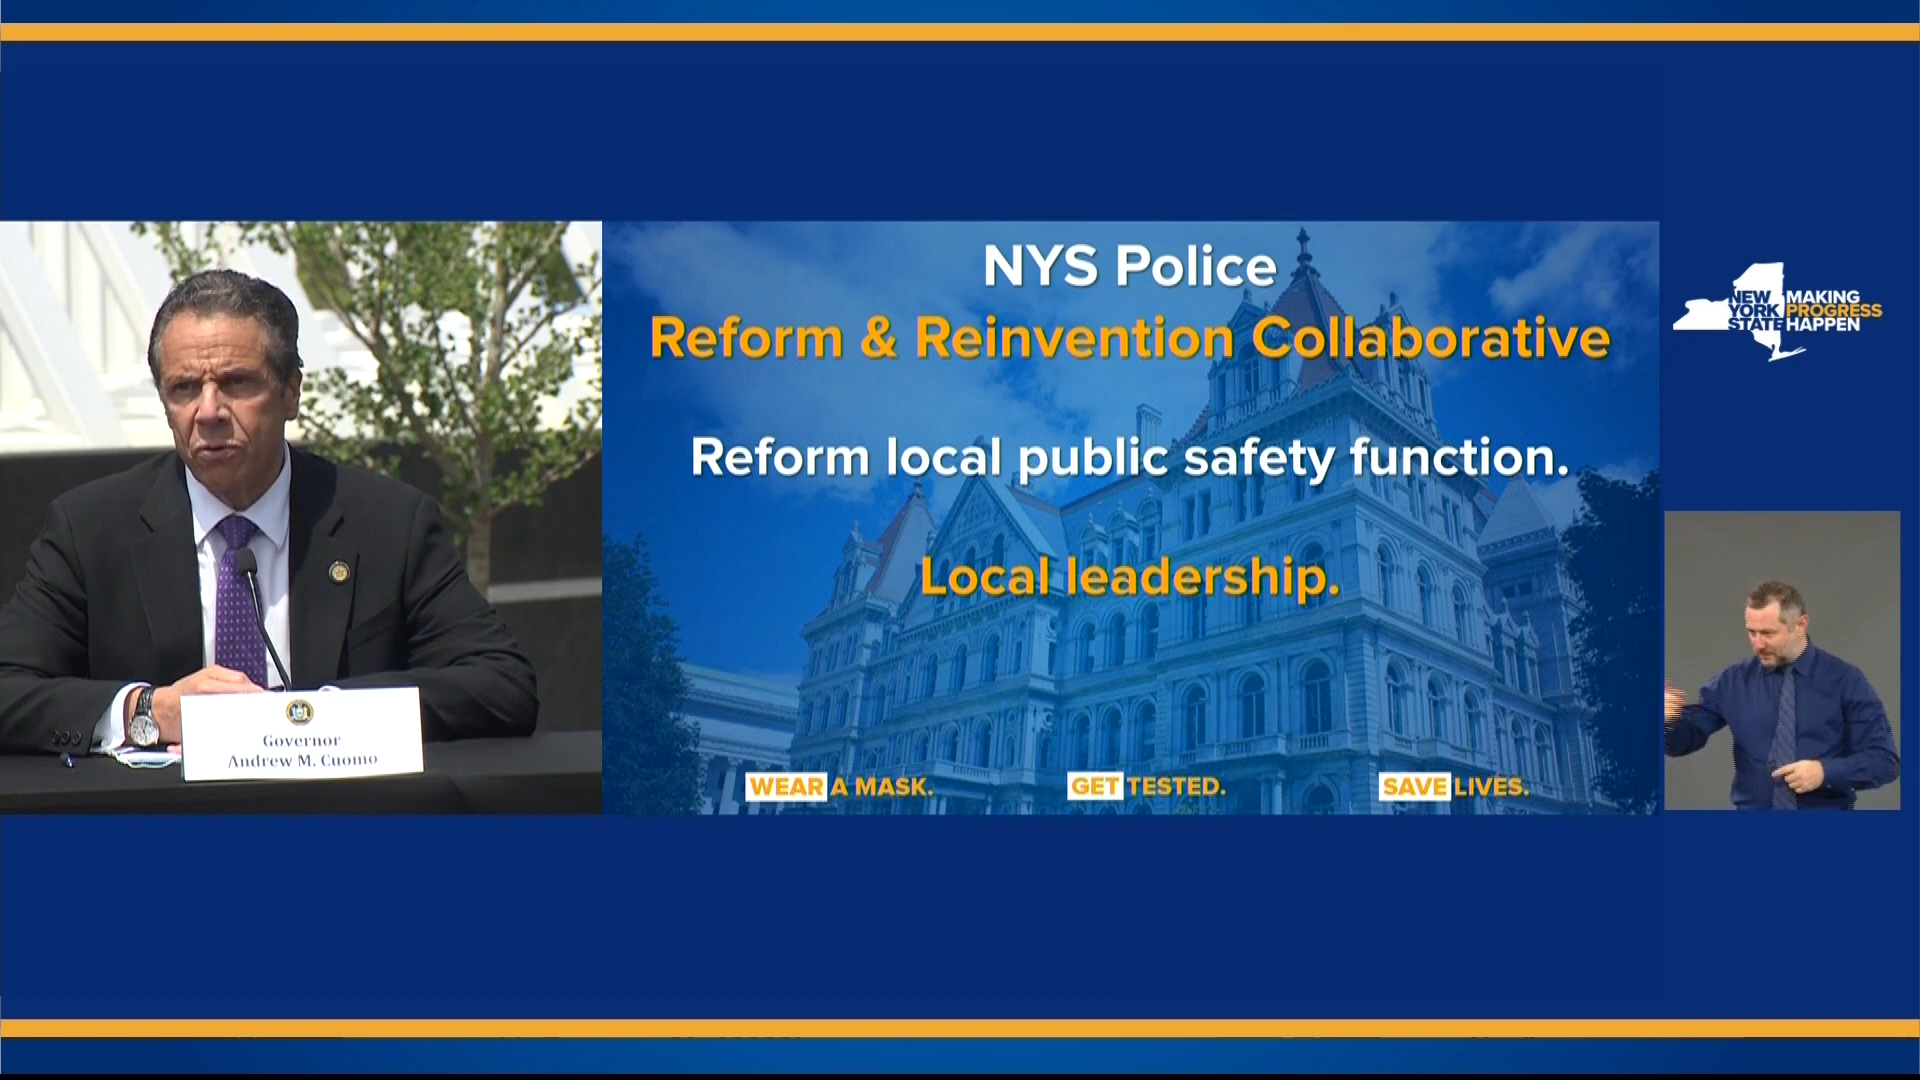 NYS Police
Reform & Reinvention Collaborative
Reform local public safety function.
Local leadership.
WEAR A MASK.
GET TESTED.
SAVE LIVES.
Governor
Andrew M. Cuomo
NEW
YORK
STATE
MAKING
PROGRESS
HAPPEN